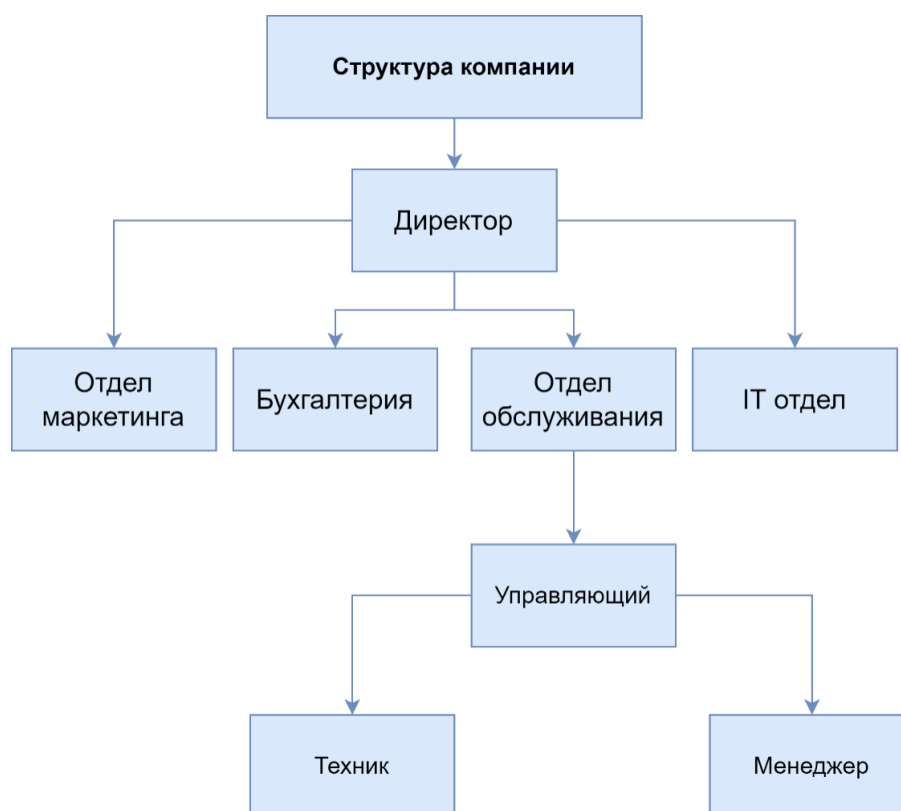 Структура компании
Директор
Отдел
маркетинга
Бухгалтерия
Отдел
обслуживания
IT отдел
Управляющий
Техник
Менеджер